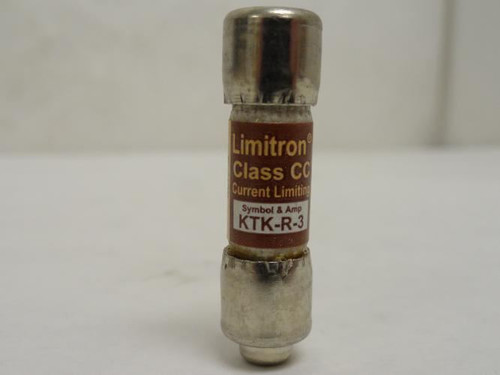 Limitron®
Class CC
Current Limiting
Symbol & Amp
KTK-R-3